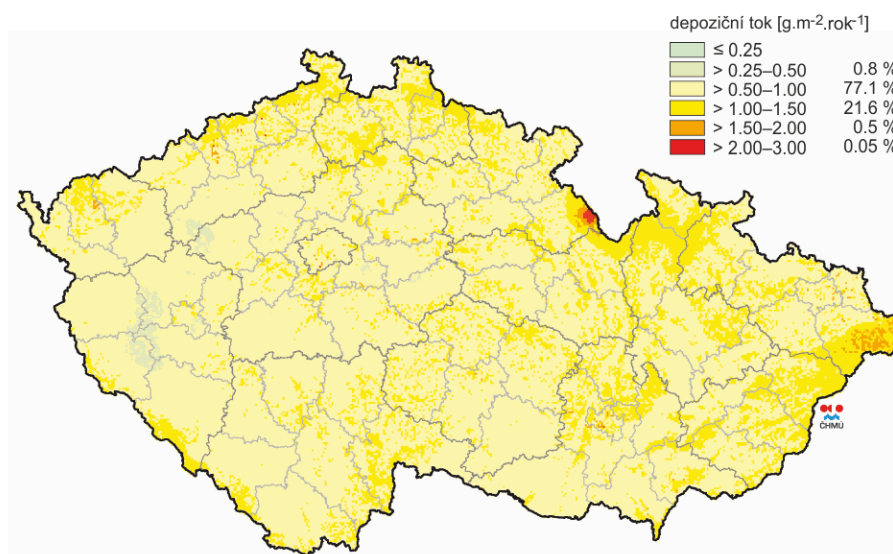 depoziční tok [g.m-2.rok-1]
≤ 0.25
> 0.25–0.50 0.8 %
> 0.50–1.00 77.1 %
> 1.00–1.50 21.6 %
> 1.50–2.00 0.5 %
> 2.00–3.00 0.05 %
ČHMÚ